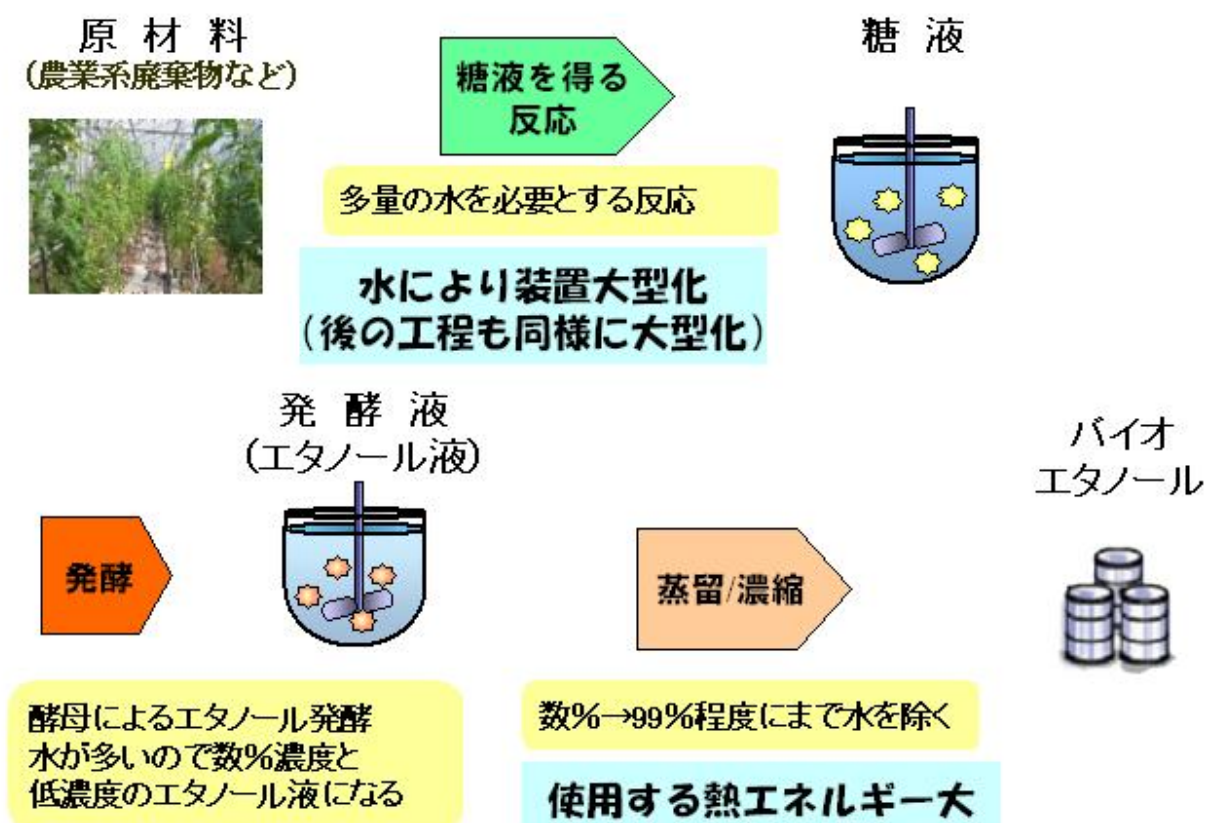 原 材 料
(農業系廃棄物など)
糖液を得る
反応
糖 液
多量の水を必要とする反応
水により装置大型化
(後の工程も同様に大型化)
発 酵 液
(エタノール液)
バイオ
エタノール
発酵
蒸留/濃縮
酵母によるエタノール発酵
水が多いので数%濃度と
低濃度のエタノール液になる
数%→99%程度にまで水を除く
使用する熱エネルギー大